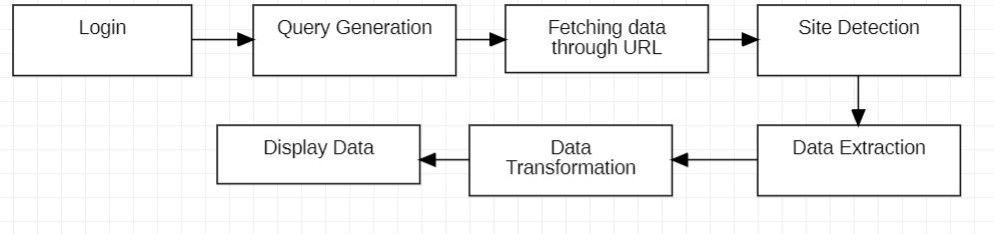 Login
Query Generation
Fetching data
through URL
Site Detection
Data Extraction
Data
Transformation
Display Data